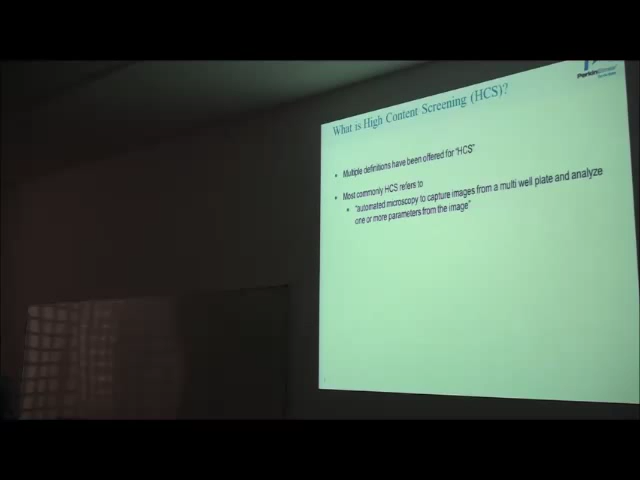 PerkinElmer
What is High Content Screening (HCS)?
• Multiple definitions have been offered for "HCS"
• Most commonly HCS refers to
• "automated microscopy to capture images from a multi well plate and analyze
one or more parameters from the image"